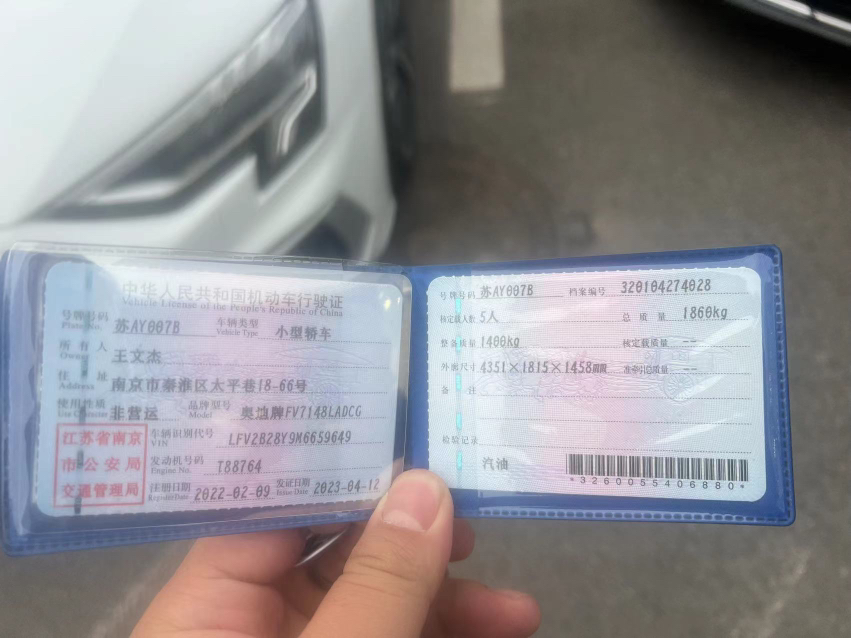 中华人民共和国机动车行驶证
Vehicle License of the People's Republic of China
号牌号码 Plate No. 苏AY007B 车辆类型 Vehicle Type 小型轿车
所有人 Owner 王文杰
住址 Address 南京市秦淮区太平巷18-66号
使用性质 Use Character 非营运 品牌型号 Model 奥迪牌FV7148LADCG
江苏省南京
市公安局
交通管理局
车辆识别代号 VIN LFV2B28Y9M6659649
发动机号码 Engine No. T88764
注册日期 Register Date 2022-02-09 发证日期 Issue Date 2023-04-12
号牌号码 苏AY007B 档案编号 320104274028
核定载人数 5人 总质量 1860kg
整备质量 1400kg 核定载质量 --
外廓尺寸 4351×1815×1458mm 准牵引总质量 --
备注
检验记录
汽油
*3260055406880*